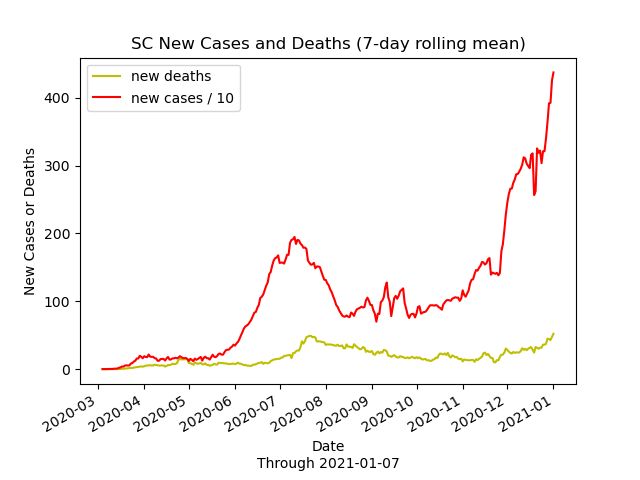 SC New Cases and Deaths (7-day rolling mean)
new deaths
new cases / 10
New Cases or Deaths
400
300
200
100
0
2020-03
2020-04
2020-05
2020-06
2020-07
2020-08
2020-09
2020-10
2020-11
2020-12
2021-01
Date
Through 2021-01-07